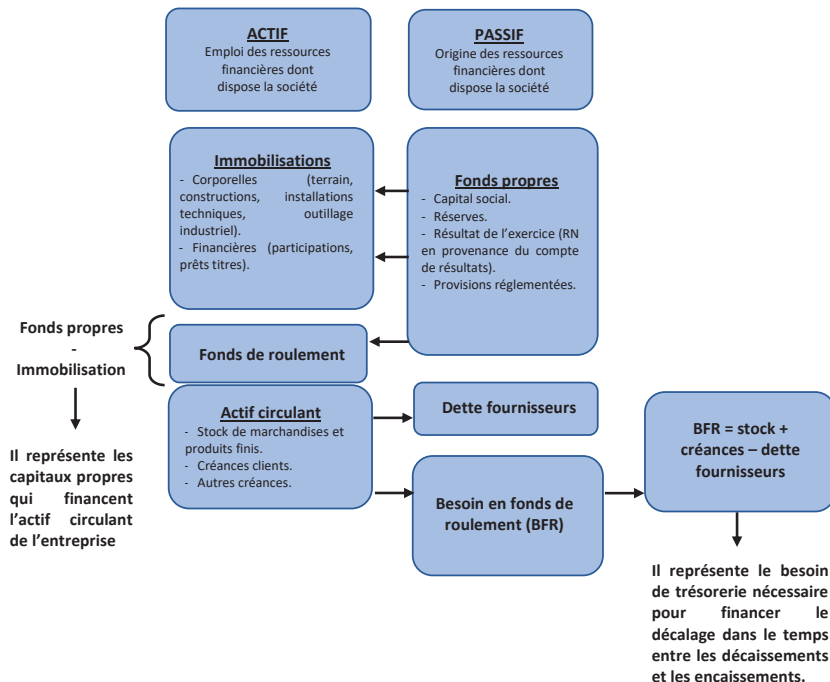 ACTIF
Emploi des ressources
financières dont
dispose la société
PASSIF
Origine des ressources
financières dont
dispose la société
Immobilisations
- Corporelles (terrain,
constructions, installations
techniques, outillage
industriel).
- Financières (participations,
prêts titres).
Fonds propres
- Capital social.
- Réserves.
- Résultat de l’exercice (RN
en provenance du compte
de résultats).
- Provisions réglementées.
Fonds propres
-
Immobilisation
Fonds de roulement
Il représente les
capitaux propres
qui financent
l’actif circulant
de l’entreprise
Actif circulant
- Stock de marchandises et
produits finis.
- Créances clients.
- Autres créances.
Dette fournisseurs
Besoin en fonds de
roulement (BFR)
BFR = stock +
créances – dette
fournisseurs
Il représente le besoin
de trésorerie nécessaire
pour financer le
décalage dans le temps
entre les décaissements
et les encaissements.